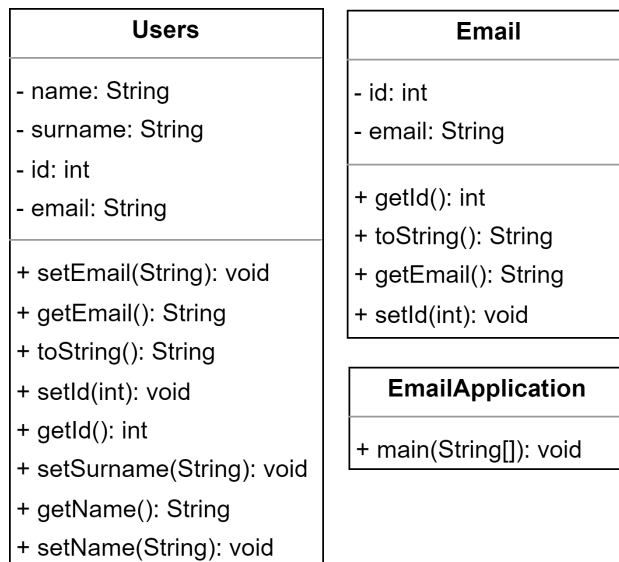 Users
- name: String
- surname: String
- id: int
- email: String
+ setEmail(String): void
+ getEmail(): String
+ toString(): String
+ setId(int): void
+ getId(): int
+ setSurname(String): void
+ getName(): String
+ setName(String): void
Email
- id: int
- email: String
+ getId(): int
+ toString(): String
+ getEmail(): String
+ setId(int): void
EmailApplication
+ main(String[]): void